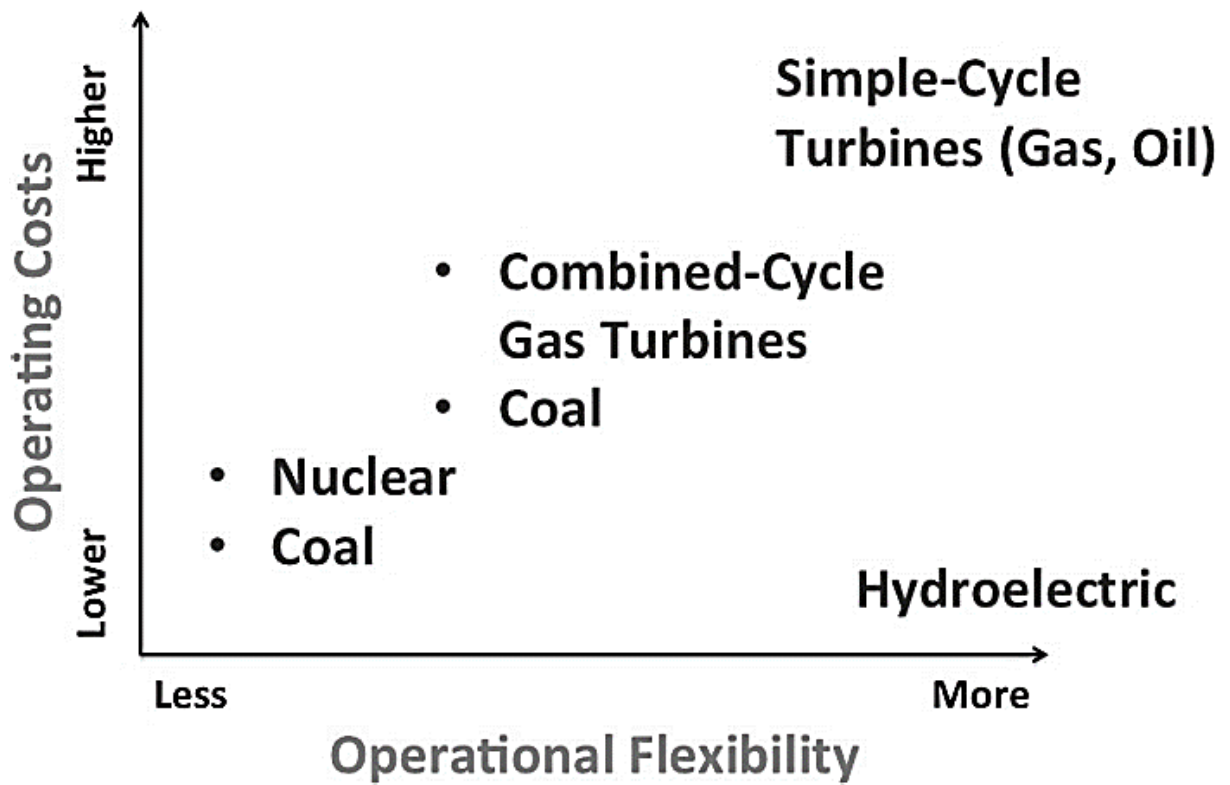 Higher
Simple-Cycle
Turbines (Gas, Oil)
Operating Costs
• Combined-Cycle
Gas Turbines
• Coal
• Nuclear
• Coal
Lower
Hydroelectric
Less
More
Operational Flexibility